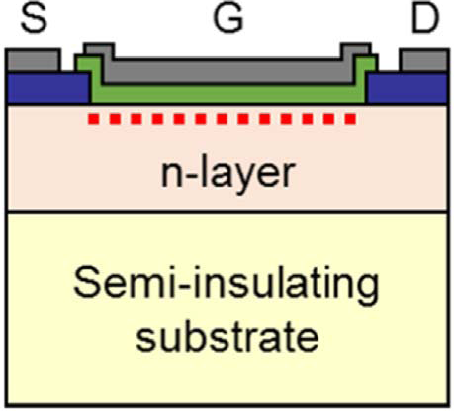 S G D
n-layer
Semi-insulating
substrate